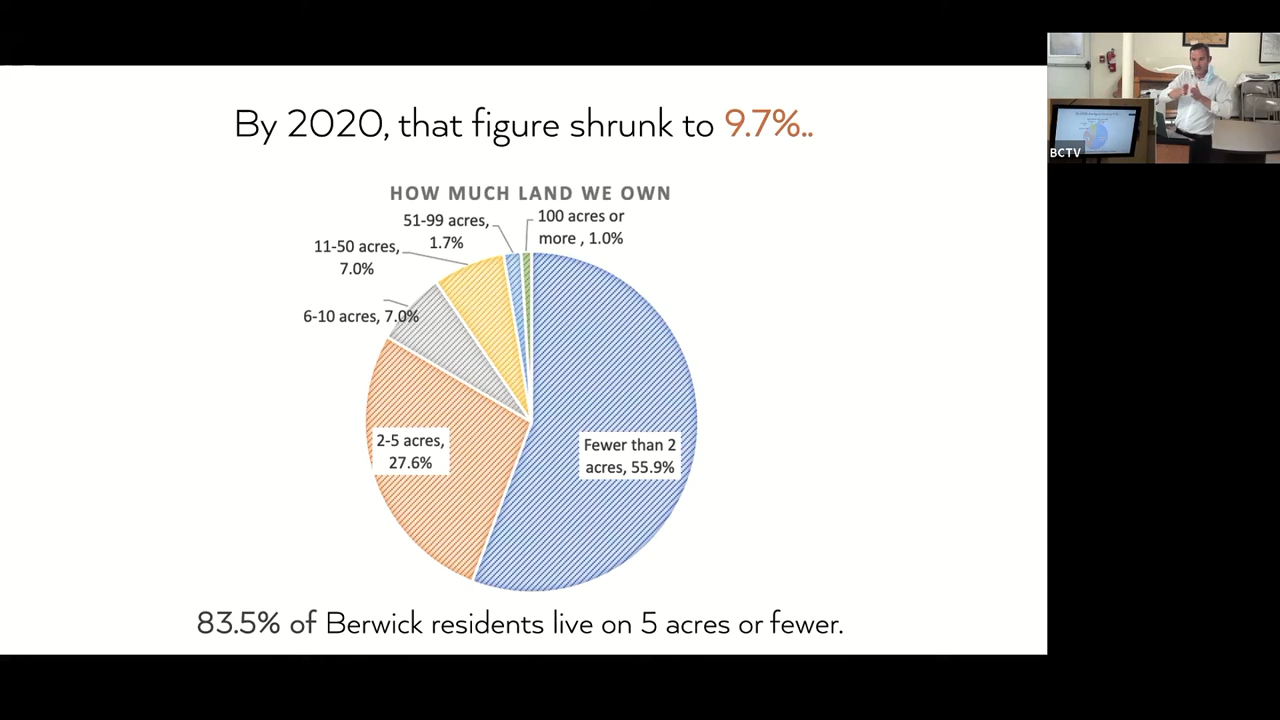 By 2020, that figure shrunk to 9.7%..
HOW MUCH LAND WE OWN
51-99 acres,
1.7%
100 acres or
more , 1.0%
11-50 acres,
7.0%
6-10 acres, 7.0%
2-5 acres,
27.6%
Fewer than 2
acres, 55.9%
83.5% of Berwick residents live on 5 acres or fewer.
BCTV